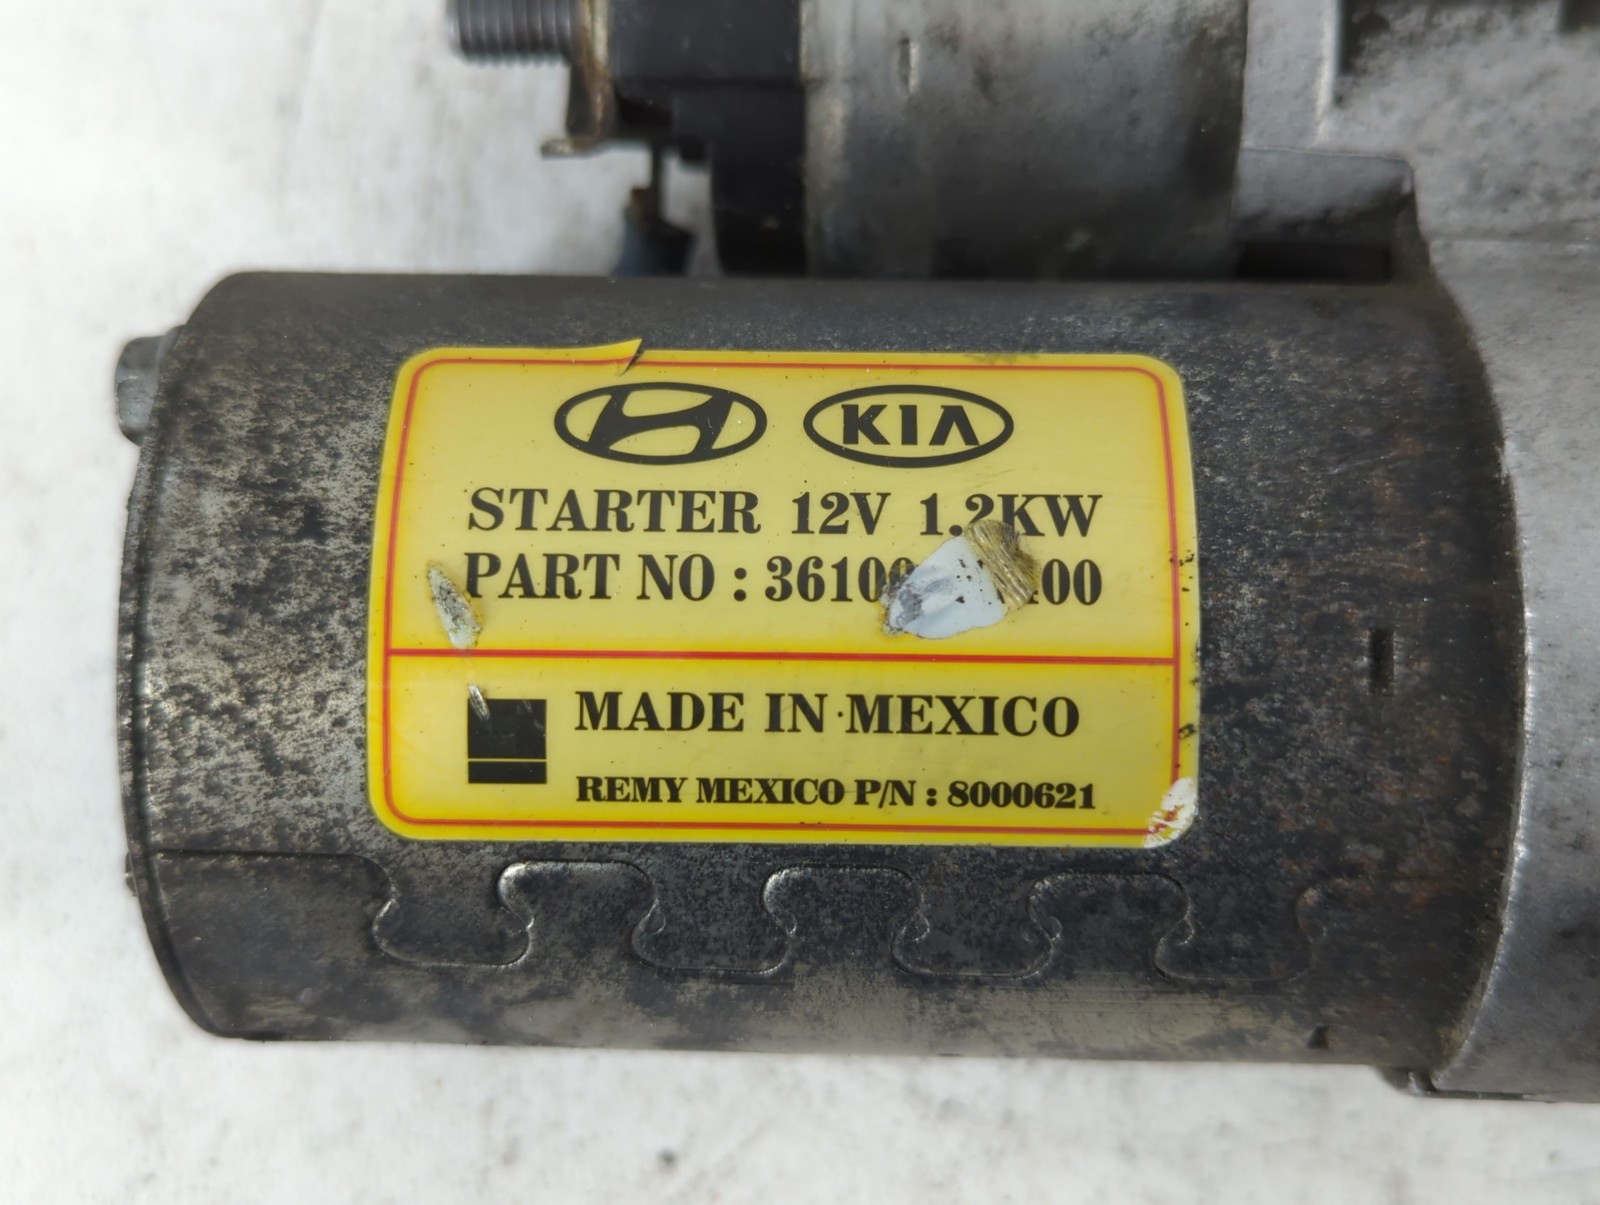 KIA
STARTER 12V 1.2KW
PART NO :
MADE IN MEXICO
REMY MEXICO P/N : 8000621